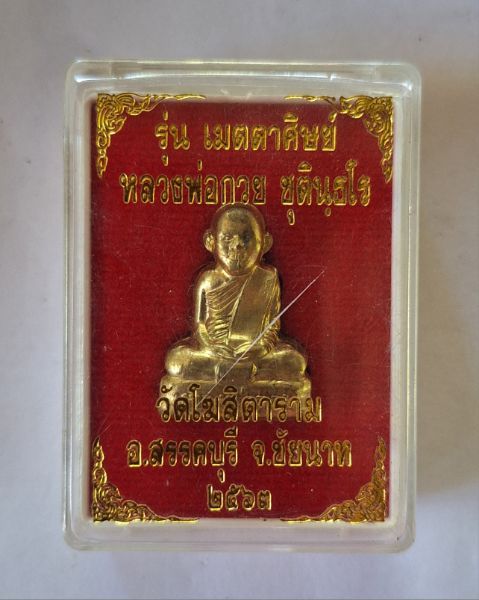 รุ่น เมตตาศิษย์
หลวงพ่อกวย ชุตินฺธโร
วัดโฆสิตาราม
อ.สรรคบุรี จ.ชัยนาท
๒๕๖๓